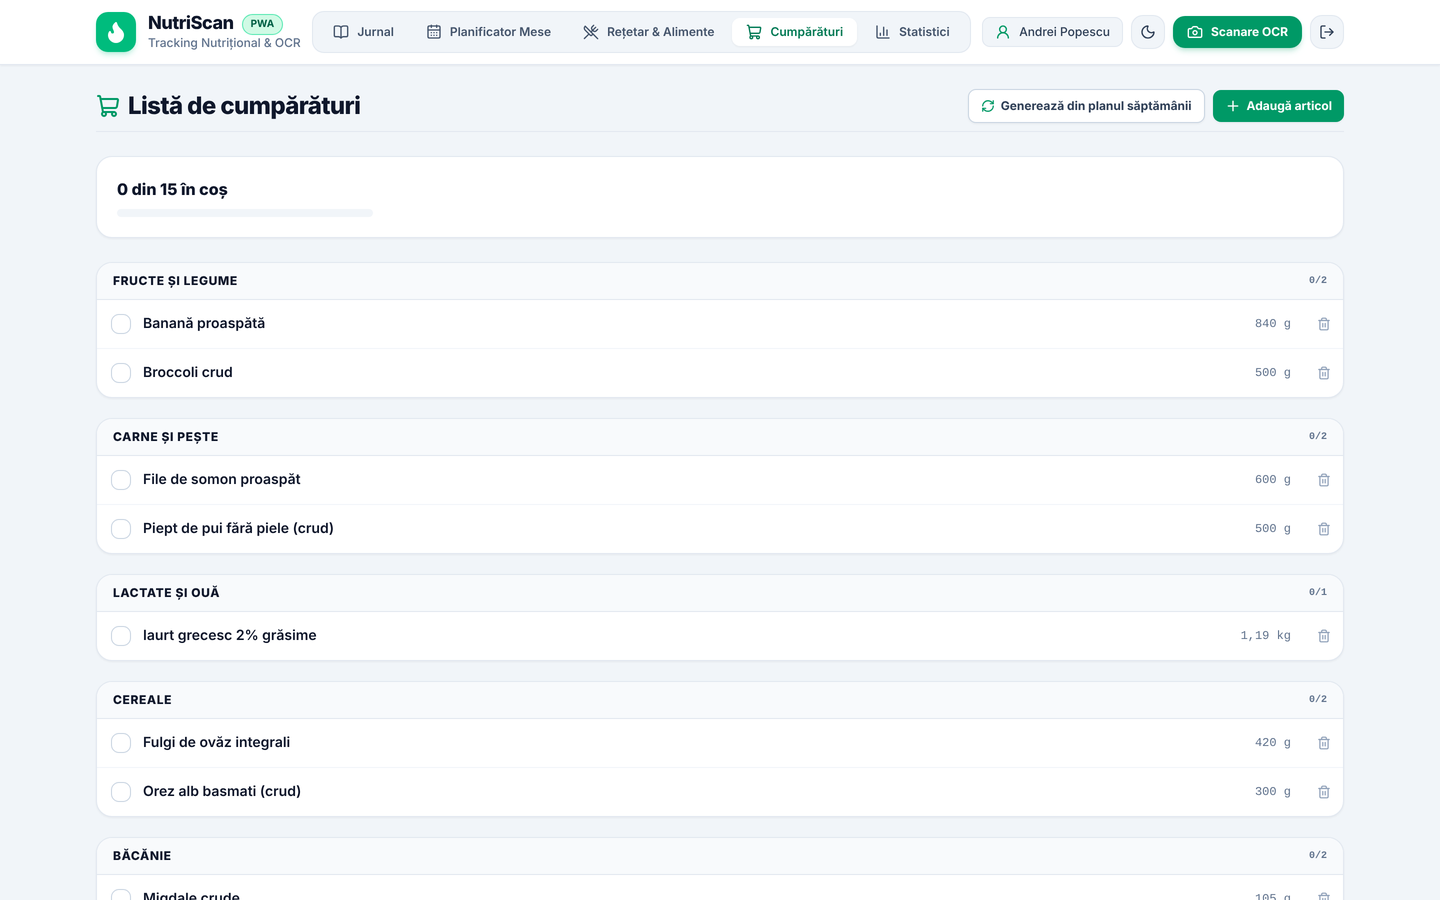 NutriScan PWA
Tracking Nutrițional & OCR
Jurnal
Planificator Mese
Rețetar & Alimente
Cumpărături
Statistici
Andrei Popescu
Scanare OCR
Listă de cumpărături
Generează din planul săptămânii
Adaugă articol
0 din 15 în coș
FRUCTE ȘI LEGUME 0/2
Banană proaspătă 840 g
Broccoli crud 500 g
CARNE ȘI PEȘTE 0/2
File de somon proaspăt 600 g
Piept de pui fără piele (crud) 500 g
LACTATE ȘI OUĂ 0/1
Iaurt grecesc 2% grăsime 1,19 kg
CEREALE 0/2
Fulgi de ovăz integrali 420 g
Orez alb basmati (crud) 300 g
BĂCĂNIE 0/2
Migdale crude 105 g